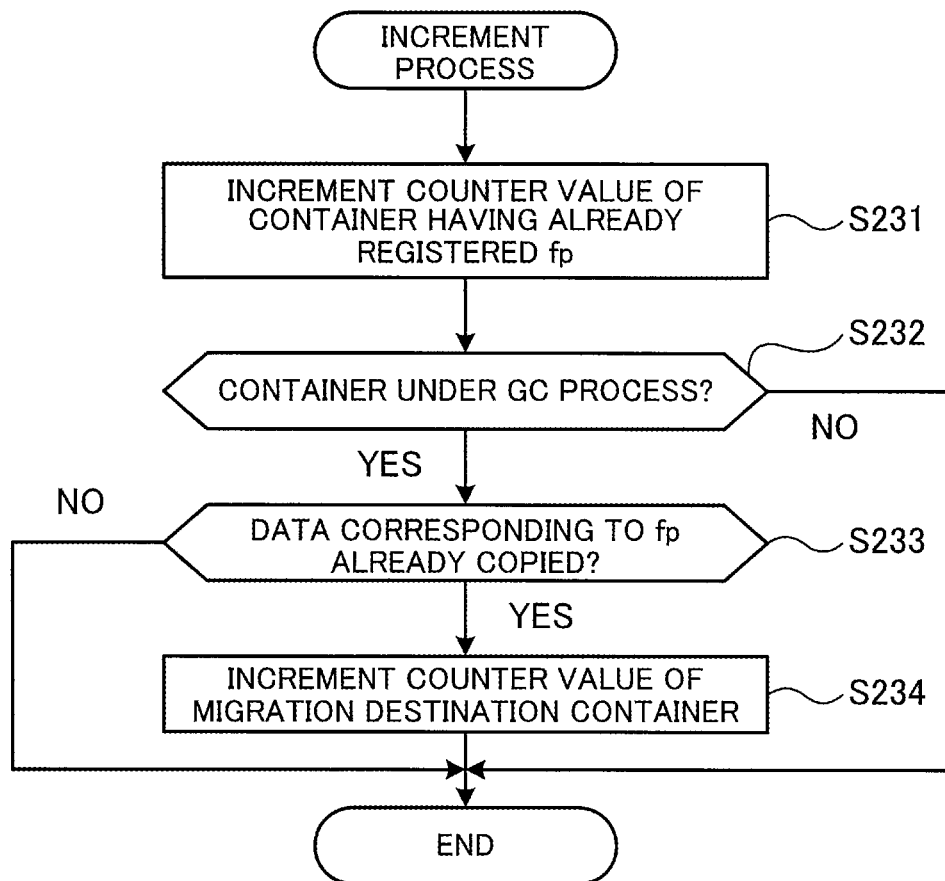 INCREMENT
PROCESS
INCREMENT COUNTER VALUE OF
CONTAINER HAVING ALREADY
REGISTERED fp
S231
S232
CONTAINER UNDER GC PROCESS?
NO
YES
NO
DATA CORRESPONDING TO fp
ALREADY COPIED?
S233
YES
INCREMENT COUNTER VALUE OF
MIGRATION DESTINATION CONTAINER
S234
END